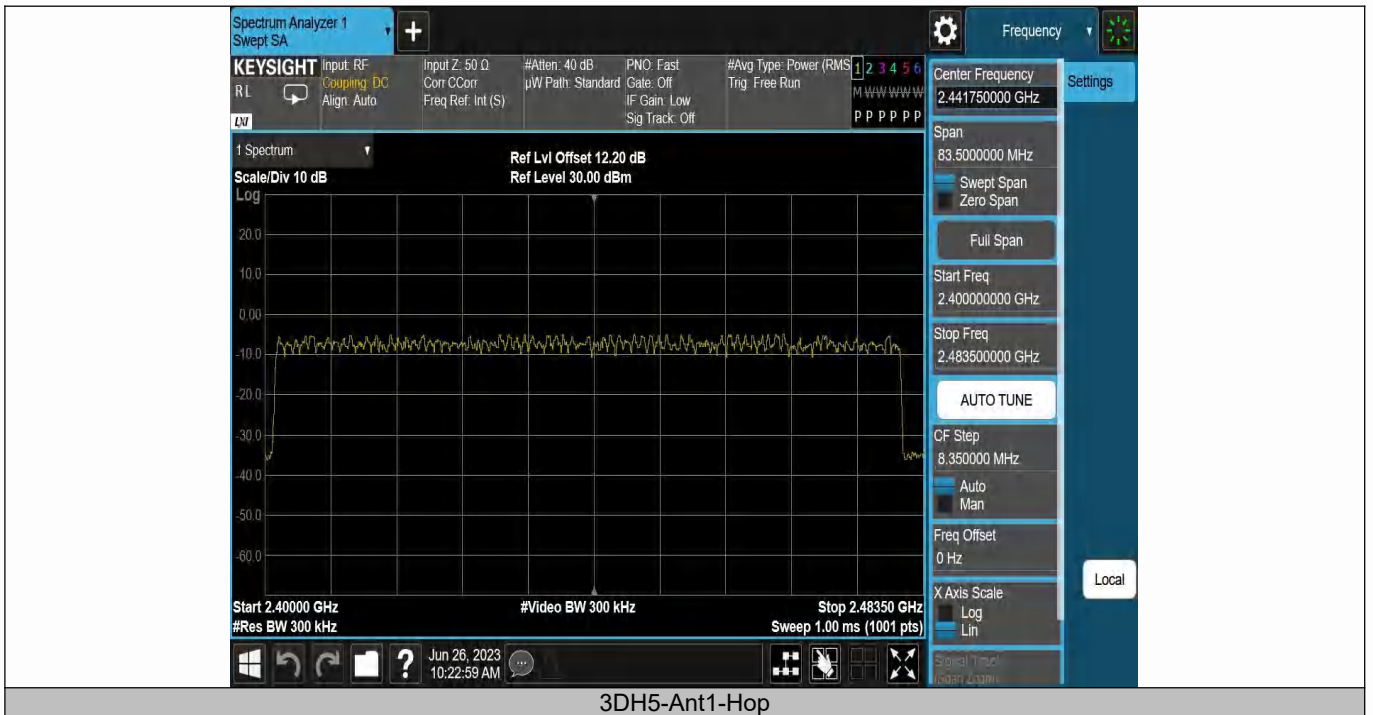 Spectrum Analyzer 1
Swept SA
+
Frequency
KEYSIGHT
RL
LXI
Input: RF
Coupling: DC
Align: Auto
Input Z: 50 Ω
Corr CCorr
Freq Ref: Int (S)
#Atten: 40 dB
µW Path: Standard
PNO: Fast
Gate: Off
IF Gain: Low
Sig Track: Off
#Avg Type: Power (RMS
Trig: Free Run
1 2 3 4 5 6
M W W W W W
P P P P P P
Center Frequency
2.441750000 GHz
Settings
Span
83.5000000 MHz
Swept Span
Zero Span
Full Span
Start Freq
2.400000000 GHz
Stop Freq
2.483500000 GHz
AUTO TUNE
CF Step
8.350000 MHz
Auto
Man
Freq Offset
0 Hz
X Axis Scale
Log
Lin
Signal Track
(Span Zoom)
Local
1 Spectrum
Scale/Div 10 dB
Ref Lvl Offset 12.20 dB
Ref Level 30.00 dBm
Log
20.0
10.0
0.00
-10.0
-20.0
-30.0
-40.0
-50.0
-60.0
Start 2.40000 GHz
#Video BW 300 kHz
Stop 2.48350 GHz
#Res BW 300 kHz
Sweep 1.00 ms (1001 pts)
?
Jun 26, 2023
10:22:59 AM
3DH5-Ant1-Hop